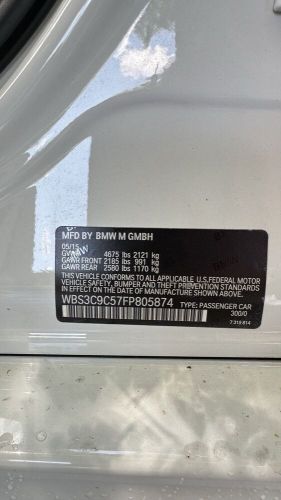 MFD BY BMW M GMBH
05/15
GVWR 4675 lbs 2121 kg
GAWR FRONT 2185 lbs 991 kg
GAWR REAR 2580 lbs 1170 kg
THIS VEHICLE CONFORMS TO ALL APPLICABLE U.S.FEDERAL MOTOR
VEHICLE SAFETY, BUMPER AND THEFT PREVENTION STANDARDS IN
EFFECT ON THE DATE OF MANUFACTURE SHOWN ABOVE.
WBS3C9C57FP805874
TYPE: PASSENGER CAR
300/0